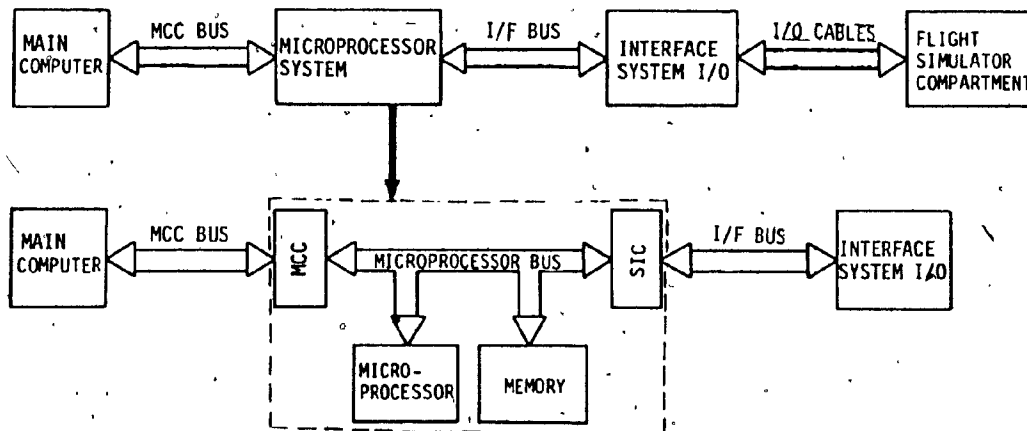 MAIN
COMPUTER
MCC BUS
MICROPROCESSOR
SYSTEM
I/F BUS
INTERFACE
SYSTEM I/O
I/O CABLES
FLIGHT
SIMULATOR
COMPARTMENT
MAIN
COMPUTER
MCC BUS
MCC
MICROPROCESSOR BUS
SIC
I/F BUS
INTERFACE
SYSTEM I/O
MICRO-
PROCESSOR
MEMORY